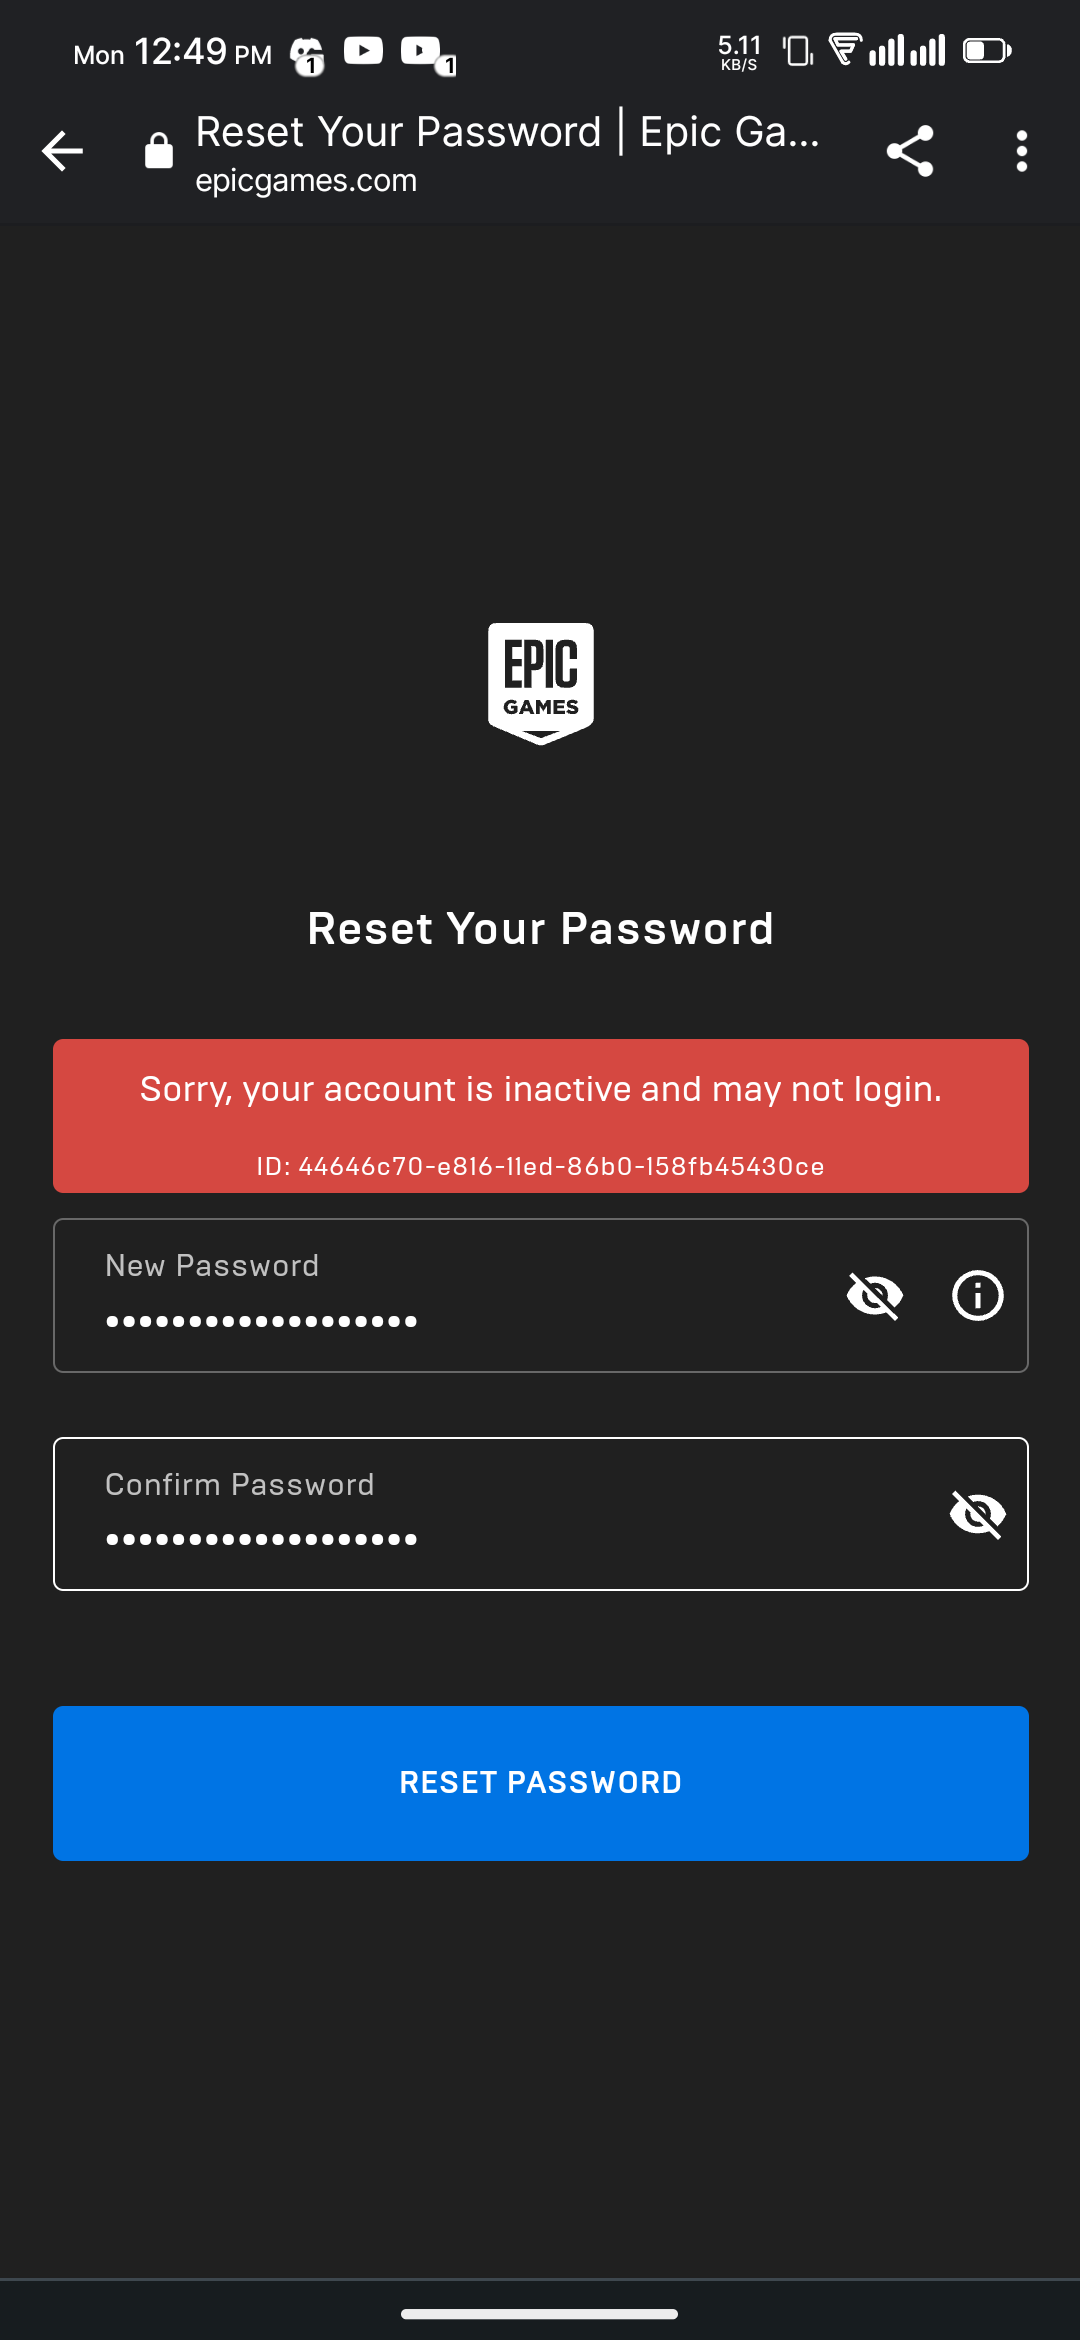 Mon 12:49 PM 1 1 5.11 KB/S
Reset Your Password | Epic Ga...
epicgames.com
EPIC
GAMES
Reset Your Password
Sorry, your account is inactive and may not login.
ID: 44646c70-e816-11ed-86b0-158fb45430ce
New Password
•••••••••••••••••••
Confirm Password
•••••••••••••••••••
RESET PASSWORD